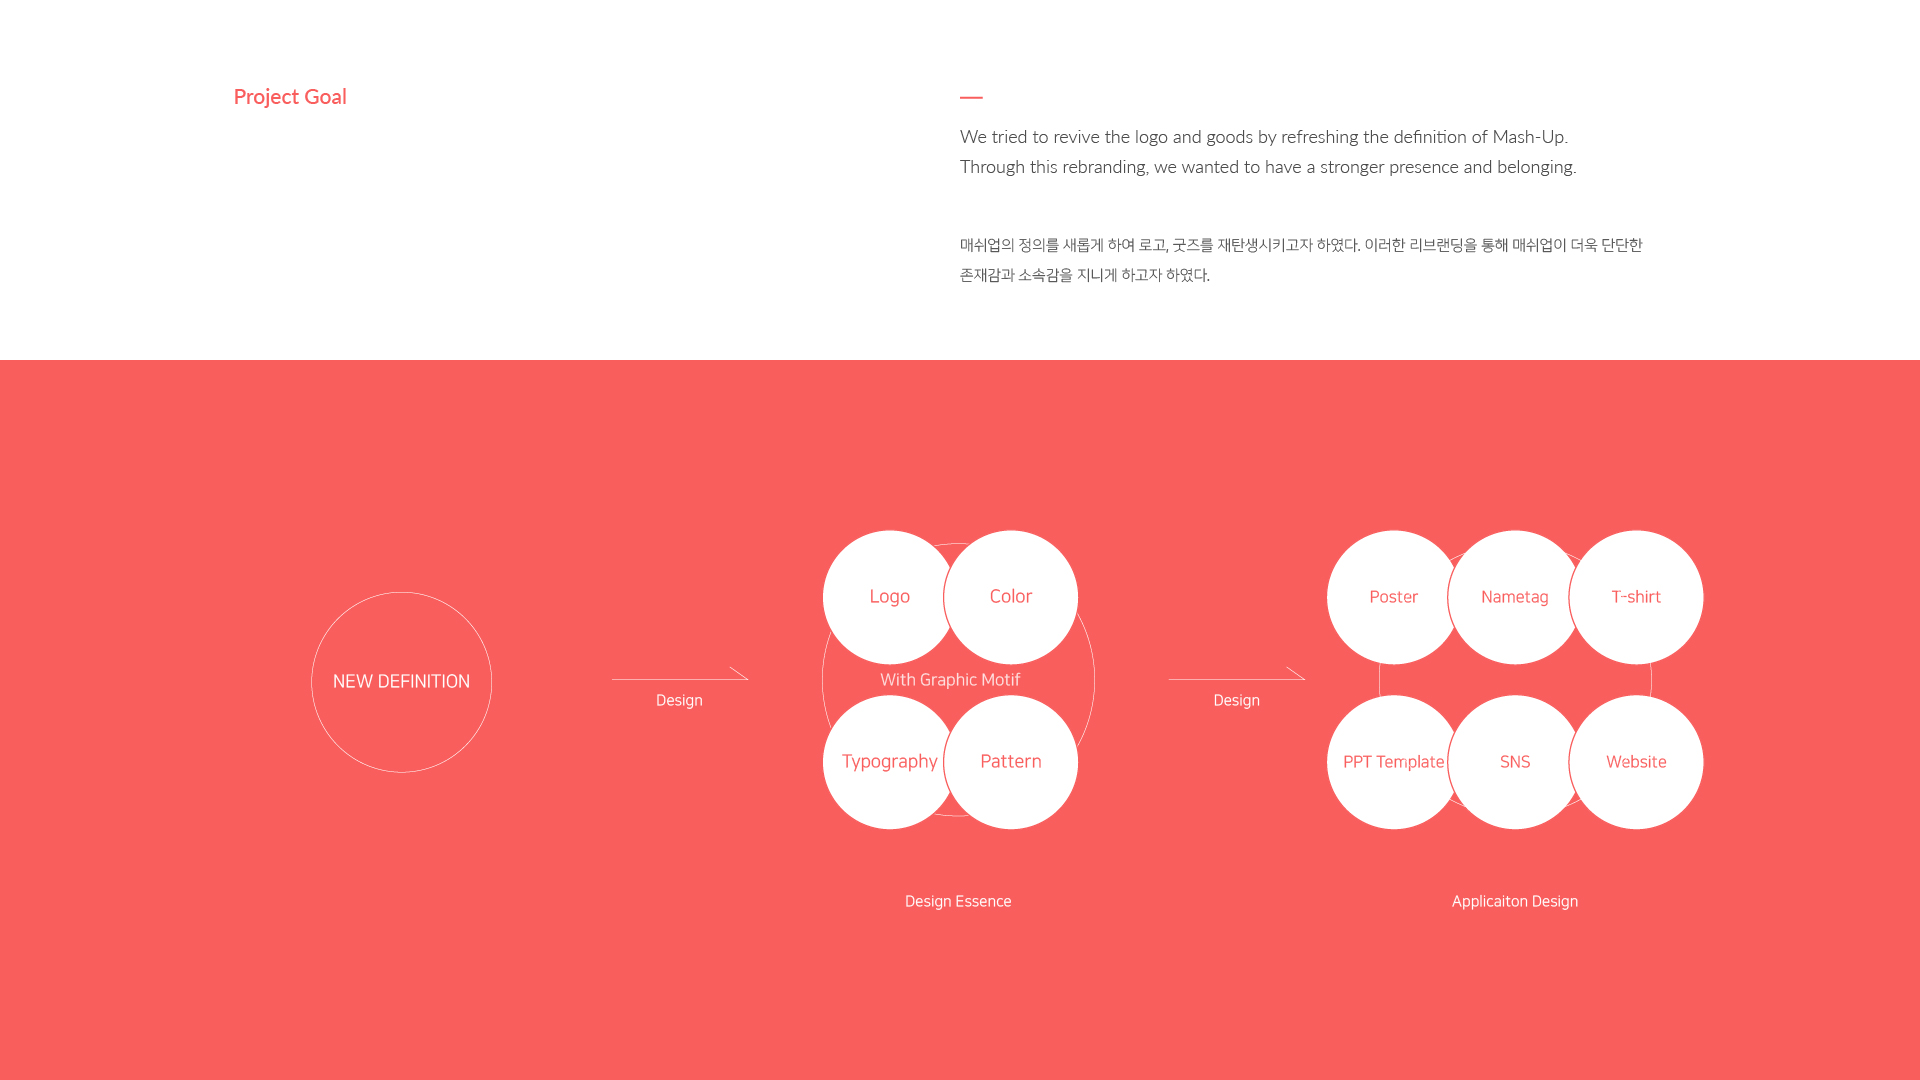 Project Goal
We tried to revive the logo and goods by refreshing the definition of Mash-Up.
Through this rebranding, we wanted to have a stronger presence and belonging.
매쉬업의 정의를 새롭게 하여 로고, 굿즈를 재탄생시키고자 하였다. 이러한 리브랜딩을 통해 매쉬업이 더욱 단단한
존재감과 소속감을 지니게 하고자 하였다.
NEW DEFINITION
Design
Logo
Color
With Graphic Motif
Typography
Pattern
Design Essence
Design
Poster
Nametag
T-shirt
PPT Template
SNS
Website
Applicaiton Design